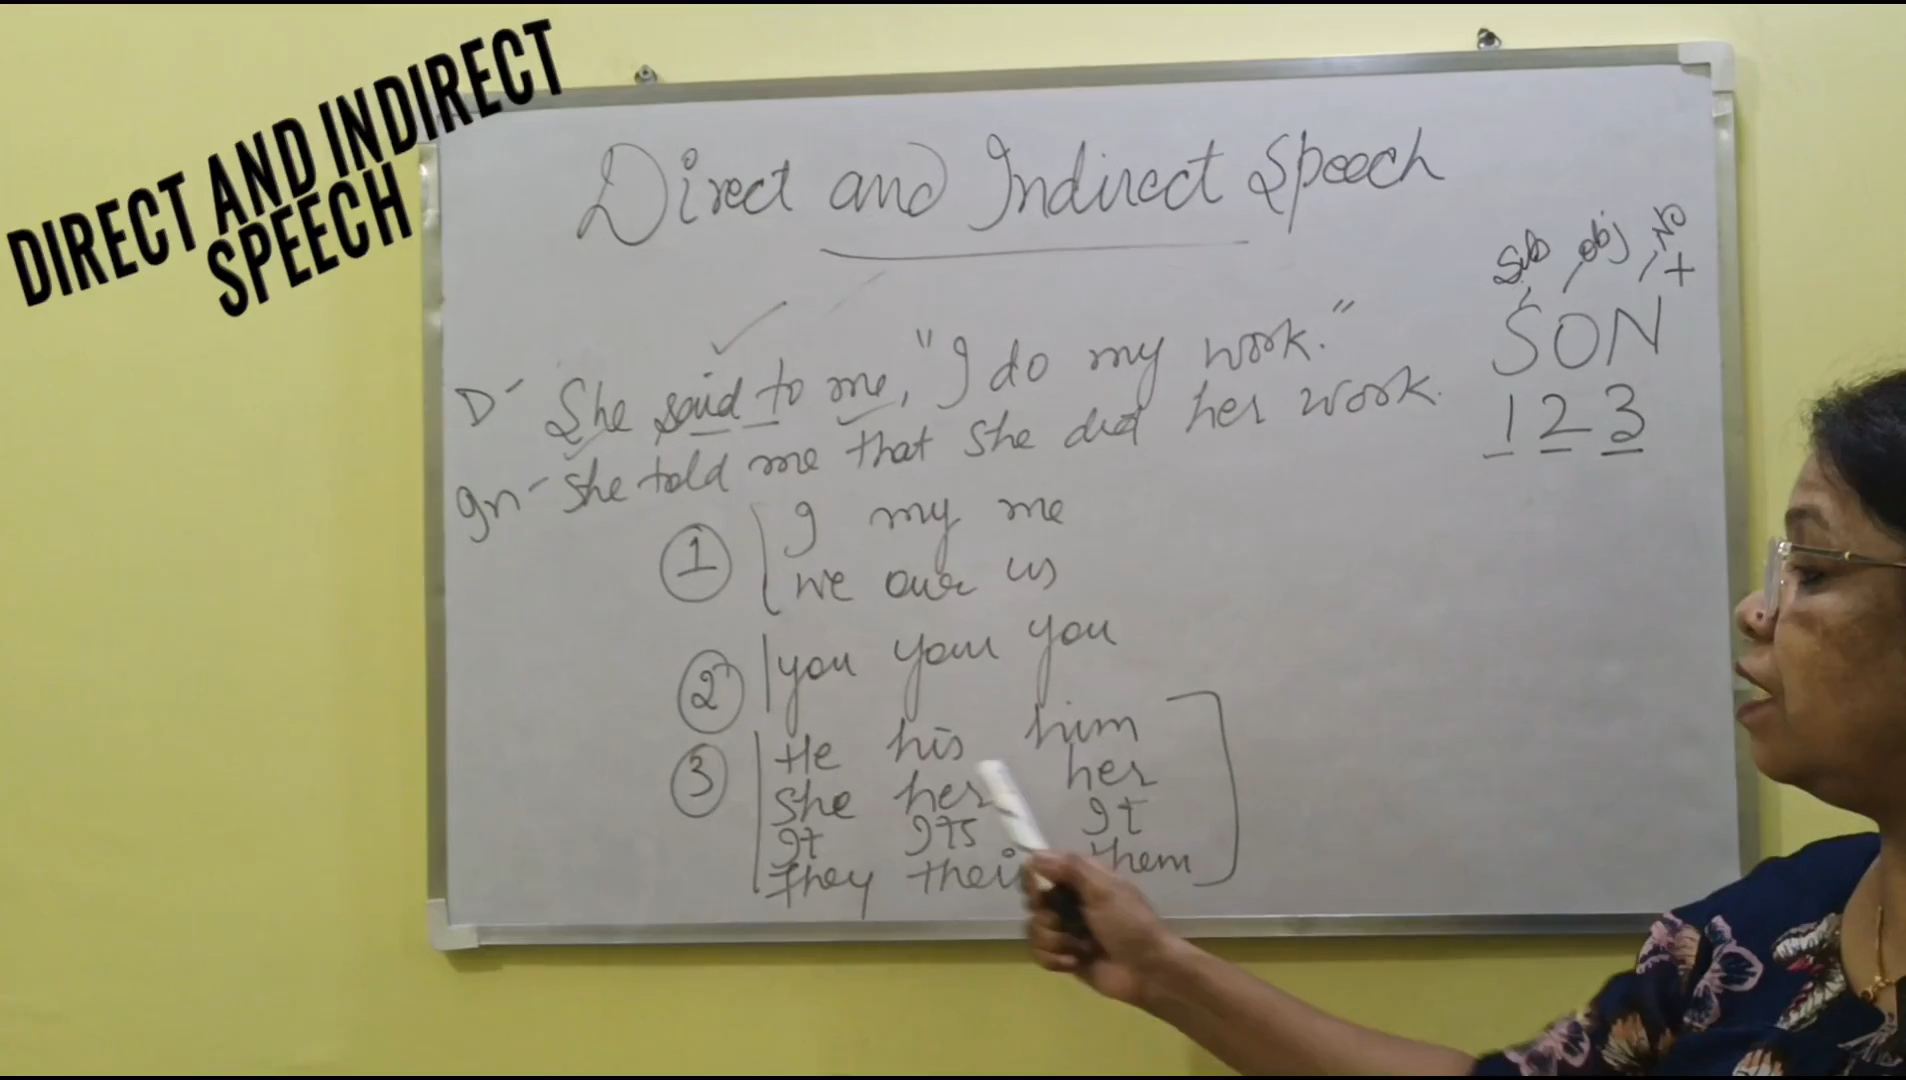 DIRECT AND INDIRECT
SPEECH
Direct and Indirect Speech
Sub obj No
+
SON
1 2 3
D- She said to me, "I do my work."
In- She told me that she did her work.
1 I my me
we our us
2 you your you
3 He his him
She her her
It Its It
They their them